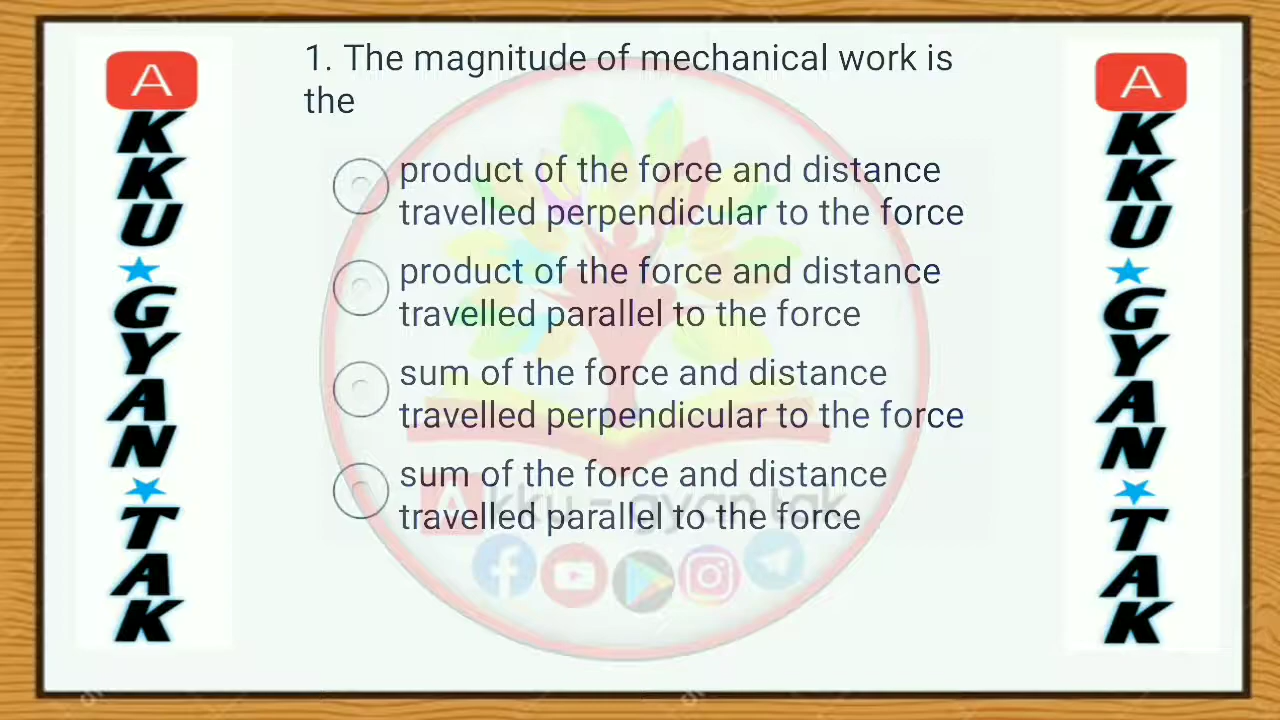 1. The magnitude of mechanical work is
the
product of the force and distance
travelled perpendicular to the force
product of the force and distance
travelled parallel to the force
sum of the force and distance
travelled perpendicular to the force
sum of the force and distance
travelled parallel to the force
AKKU GYAN TAK
AKKU GYAN TAK
Akku - gyan tak